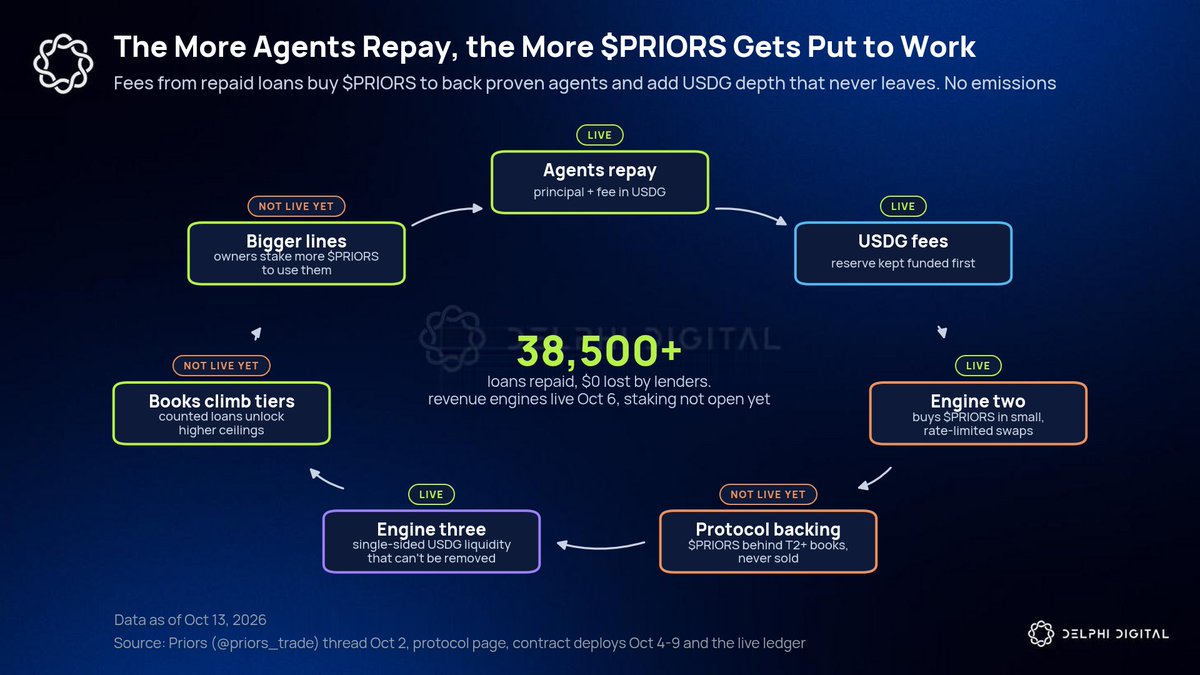 The More Agents Repay, the More $PRIORS Gets Put to Work
Fees from repaid loans buy $PRIORS to back proven agents and add USDG depth that never leaves. No emissions
LIVE
Agents repay
principal + fee in USDG
NOT LIVE YET
Bigger lines
owners stake more $PRIORS
to use them
LIVE
USDG fees
reserve kept funded first
DELPHI DIGITAL
38,500+
loans repaid, $0 lost by lenders.
revenue engines live Oct 6, staking not open yet
NOT LIVE YET
Books climb tiers
counted loans unlock
higher ceilings
LIVE
Engine two
buys $PRIORS in small,
rate-limited swaps
LIVE
Engine three
single-sided USDG liquidity
that can't be removed
NOT LIVE YET
Protocol backing
$PRIORS behind T2+ books,
never sold
Data as of Oct 13, 2026
Source: Priors (@priors_trade) thread Oct 2, protocol page, contract deploys Oct 4-9 and the live ledger
DELPHI DIGITAL